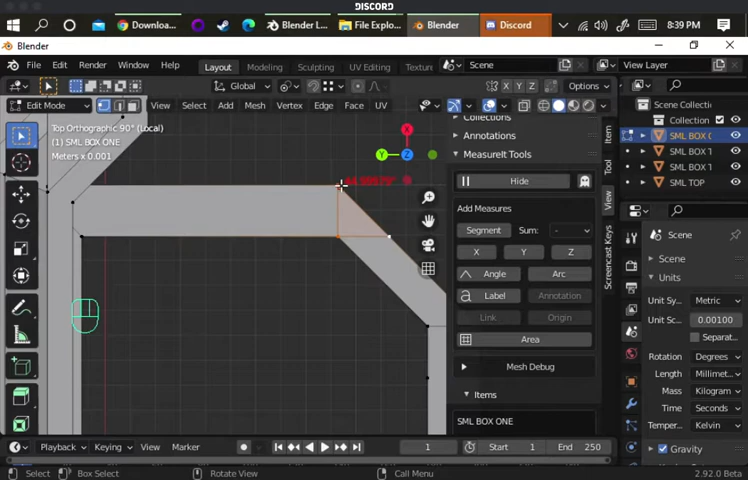 DISCORD
Downloa...
Blender L...
File Explo...
Blender
Discord
8:39 PM
Blender
File
Edit
Render
Window
Help
Layout
Modeling
Sculpting
UV Editing
Textur
Scene
View Layer
Global
X
Y
Z
Options
Edit Mode
View
Select
Add
Mesh
Vertex
Edge
Face
UV
Top Orthographic 90° (Local)
(1) SML BOX ONE
Meters x 0.001
X
Y
Z
Collections
Annotations
MeasureIt Tools
Hide
Add Measures
Segment
Sum:
-
X
Y
Z
Angle
Arc
Label
Annotation
Link
Origin
Area
Mesh Debug
Items
SML BOX ONE
Item
Tool
View
Screencast Keys
Scene Collectio
Collection
SML BOX (
SML BOX T
SML BOX T
SML TOP
Scene
Scene
Units
Unit Sy...
Metric
Unit Sc...
0.00100
Separat...
Rotation
Degrees
Length
Millimet...
Mass
Kilogram
Time
Seconds
Temper...
Kelvin
Gravity
Playback
Keying
View
Marker
1
Start
1
End
250
Select
Box Select
Rotate View
Call Menu
2.92.0 Beta